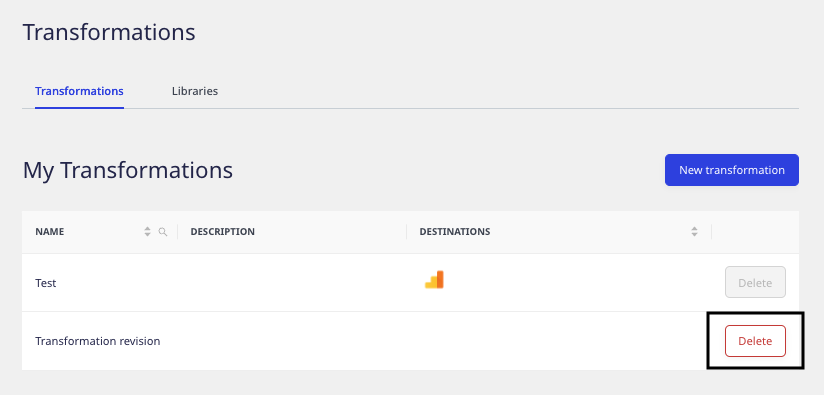 Transformations
Transformations Libraries
My Transformations New transformation
NAME DESCRIPTION DESTINATIONS
Test Delete
Transformation revision Delete